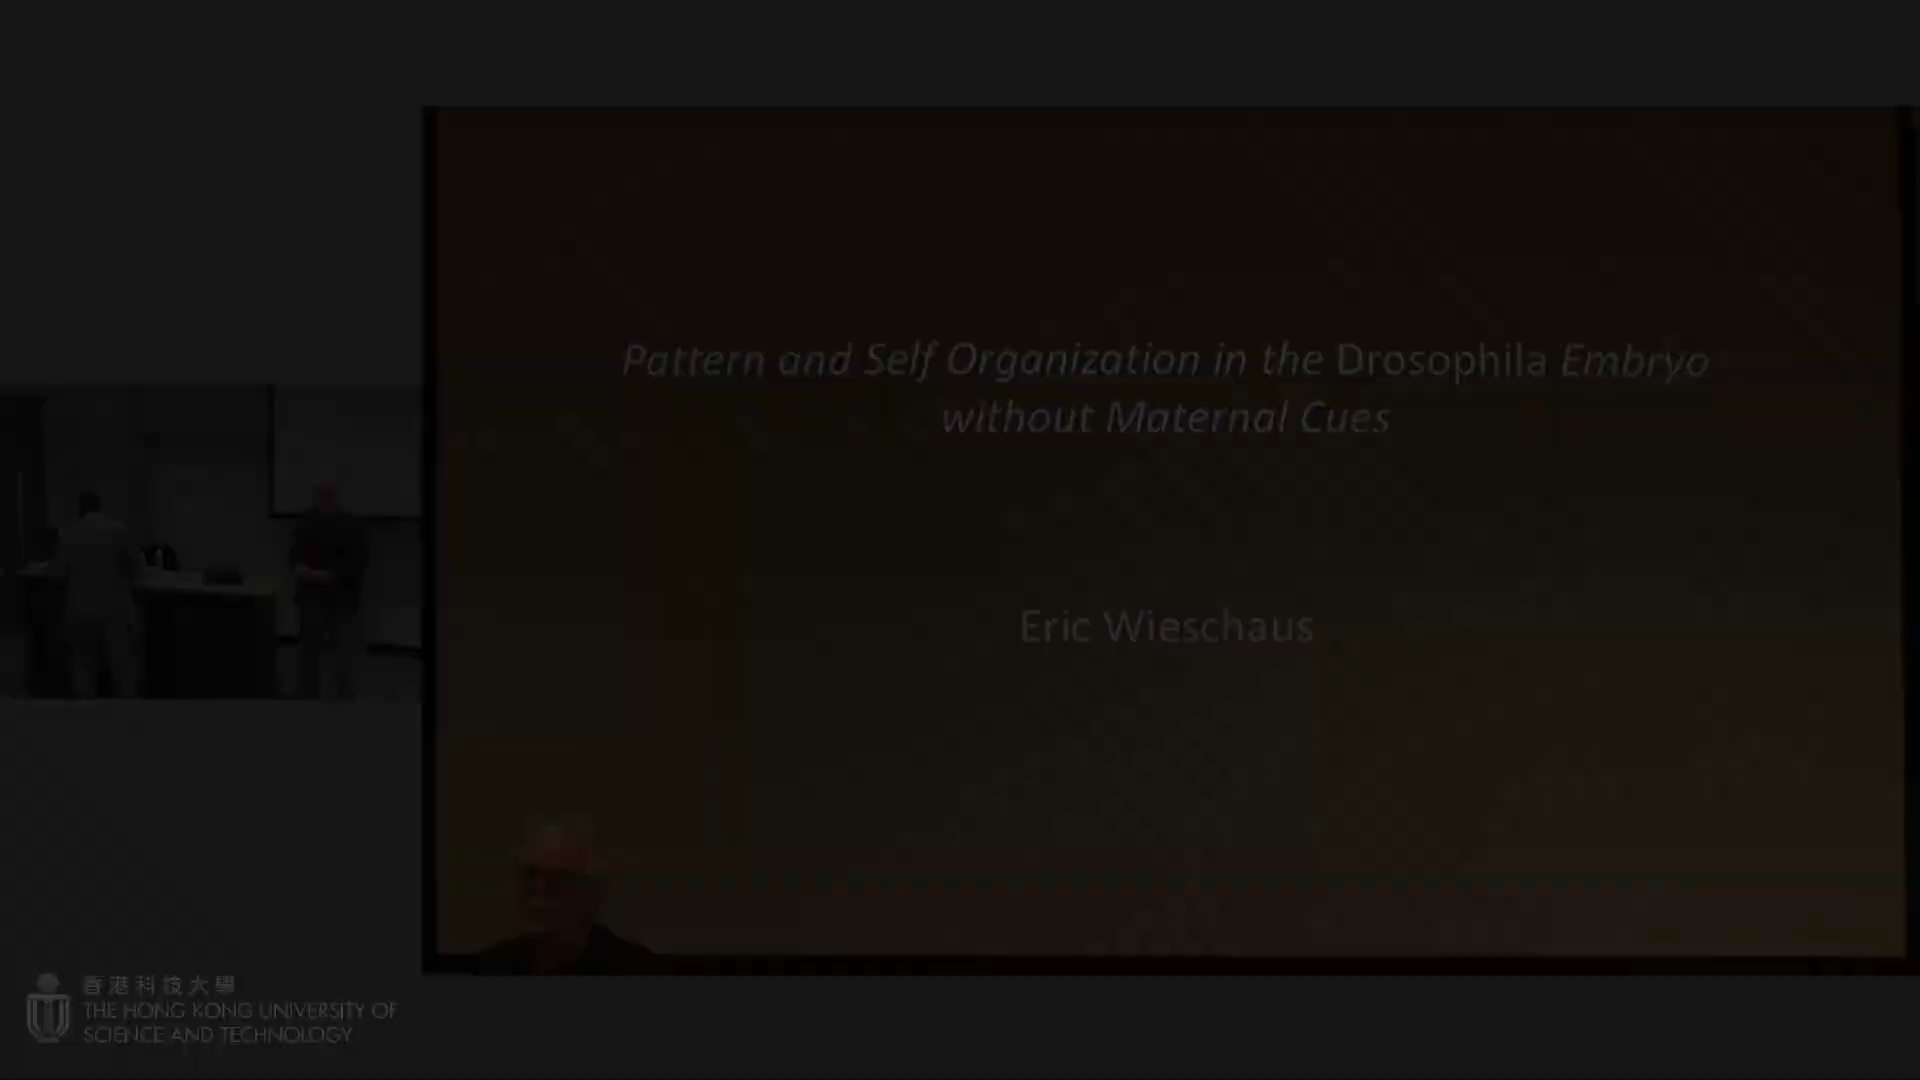 Pattern and Self Organization in the Drosophila Embryo
without Maternal Cues
Eric Wieschaus
香港科技大學
THE HONG KONG UNIVERSITY OF
SCIENCE AND TECHNOLOGY